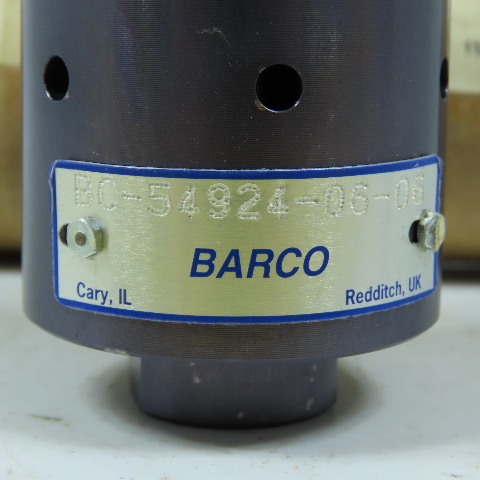 BC-54924-06-06
BARCO
Cary, IL
Redditch, UK